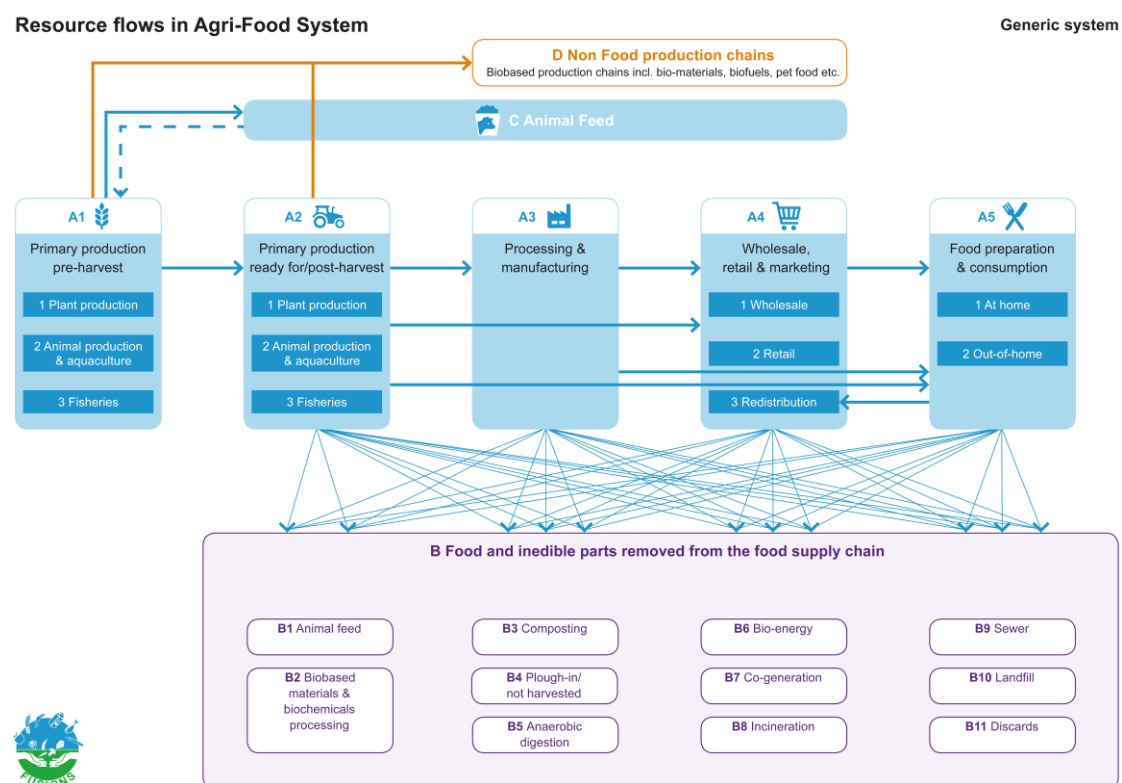 Resource flows in Agri-Food System
Generic system
D Non Food production chains
Biobased production chains incl. bio-materials, biofuels, pet food etc.
C Animal Feed
A1
Primary production
pre-harvest
1 Plant production
2 Animal production
& aquaculture
3 Fisheries
A2
Primary production
ready for/post-harvest
1 Plant production
2 Animal production
& aquaculture
3 Fisheries
A3
Processing &
manufacturing
A4
Wholesale,
retail & marketing
1 Wholesale
2 Retail
3 Redistribution
A5
Food preparation
& consumption
1 At home
2 Out-of-home
B Food and inedible parts removed from the food supply chain
B1 Animal feed
B2 Biobased
materials &
biochemicals
processing
B3 Composting
B4 Plough-in/
not harvested
B5 Anaerobic
digestion
B6 Bio-energy
B7 Co-generation
B8 Incineration
B9 Sewer
B10 Landfill
B11 Discards
FUSIONS